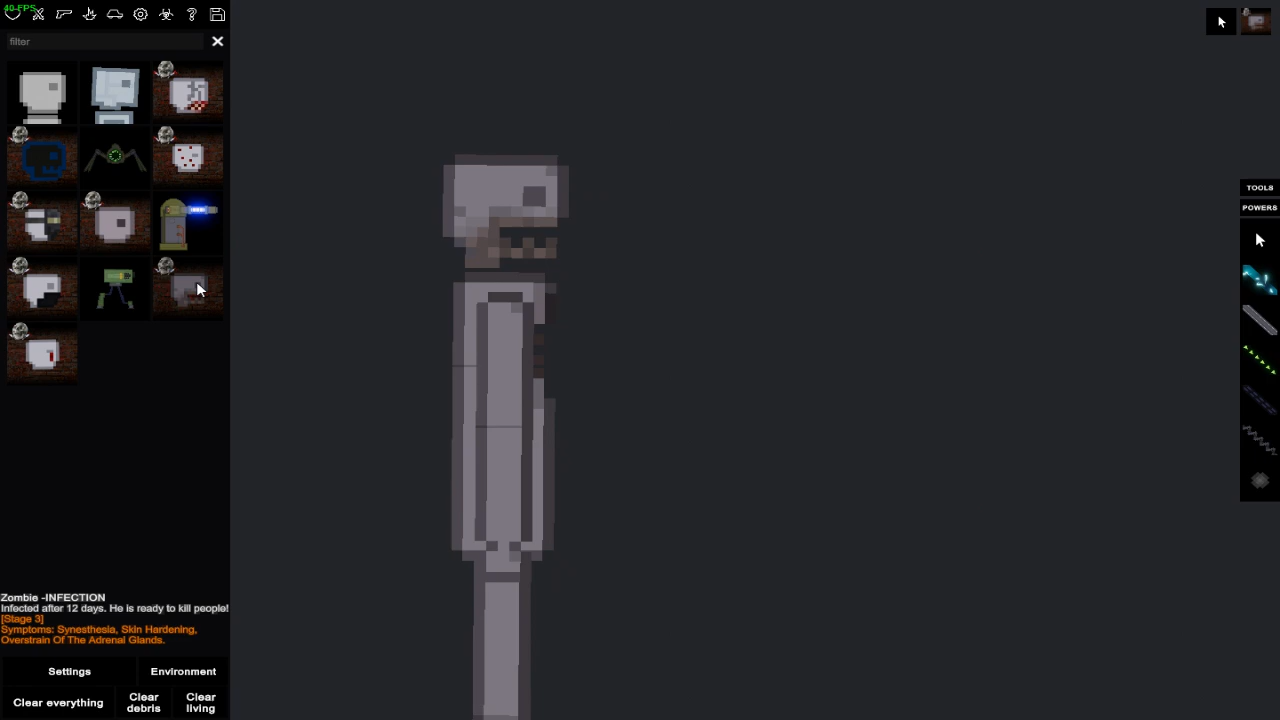 40 FPS
filter
TOOLS
POWERS
Zombie -INFECTION
Infected after 12 days. He is ready to kill people!
[Stage 3]
Symptoms: Synesthesia, Skin Hardening,
Overstrain Of The Adrenal Glands.
Settings
Environment
Clear everything
Clear
debris
Clear
living